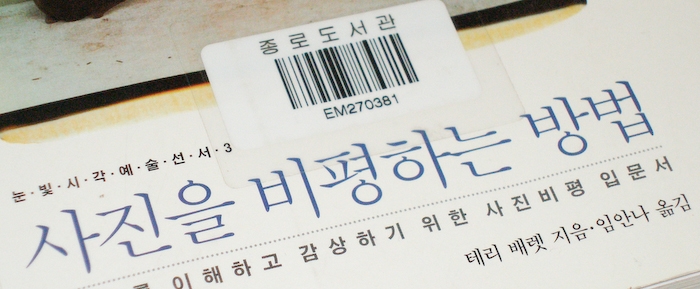 종로도서관
EM270381
눈·빛·시·각·예·술·선·서·3
사진을 비평하는 방법
를 이해하고 감상하기 위한 사진비평 입문서
테리 배렛 지음·임안나 옮김